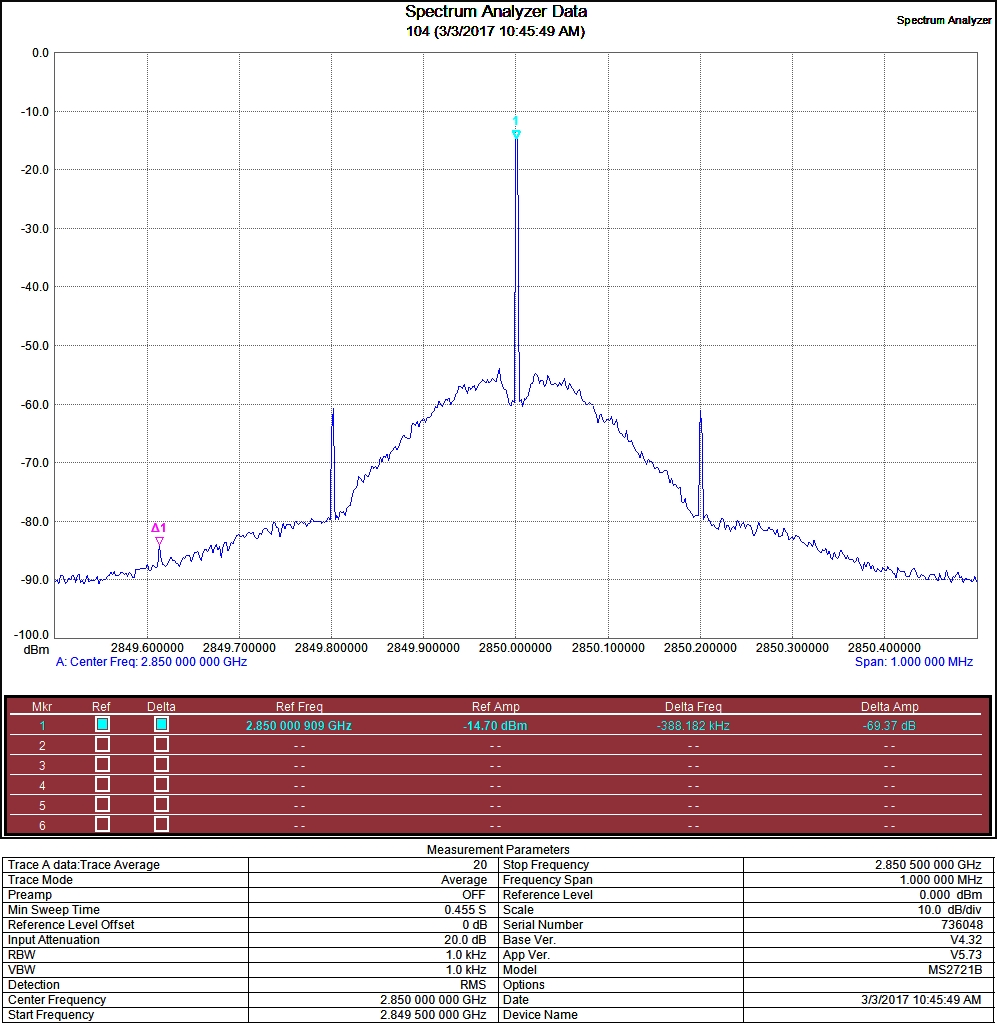 Spectrum Analyzer Data
104 (3/3/2017 10:45:49 AM)
Spectrum Analyzer
0.0
-10.0
-20.0
-30.0
-40.0
-50.0
-60.0
-70.0
-80.0
-90.0
-100.0
dBm
1
Δ1
2849.600000 2849.700000 2849.800000 2849.900000 2850.000000 2850.100000 2850.200000 2850.300000 2850.400000
A: Center Freq: 2.850 000 000 GHz Span: 1.000 000 MHz
Mkr Ref Delta Ref Freq Ref Amp Delta Freq Delta Amp
1 2.850 000 909 GHz -14.70 dBm -388.182 kHz -69.37 dB
2 -- -- -- --
3 -- -- -- --
4 -- -- -- --
5 -- -- -- --
6 -- -- -- --
Measurement Parameters
Trace A data:Trace Average 20 Stop Frequency 2.850 500 000 GHz
Trace Mode Average Frequency Span 1.000 000 MHz
Preamp OFF Reference Level 0.000 dBm
Min Sweep Time 0.455 S Scale 10.0 dB/div
Reference Level Offset 0 dB Serial Number 736048
Input Attenuation 20.0 dB Base Ver. V4.32
RBW 1.0 kHz App Ver. V5.73
VBW 1.0 kHz Model MS2721B
Detection RMS Options
Center Frequency 2.850 000 000 GHz Date 3/3/2017 10:45:49 AM
Start Frequency 2.849 500 000 GHz Device Name